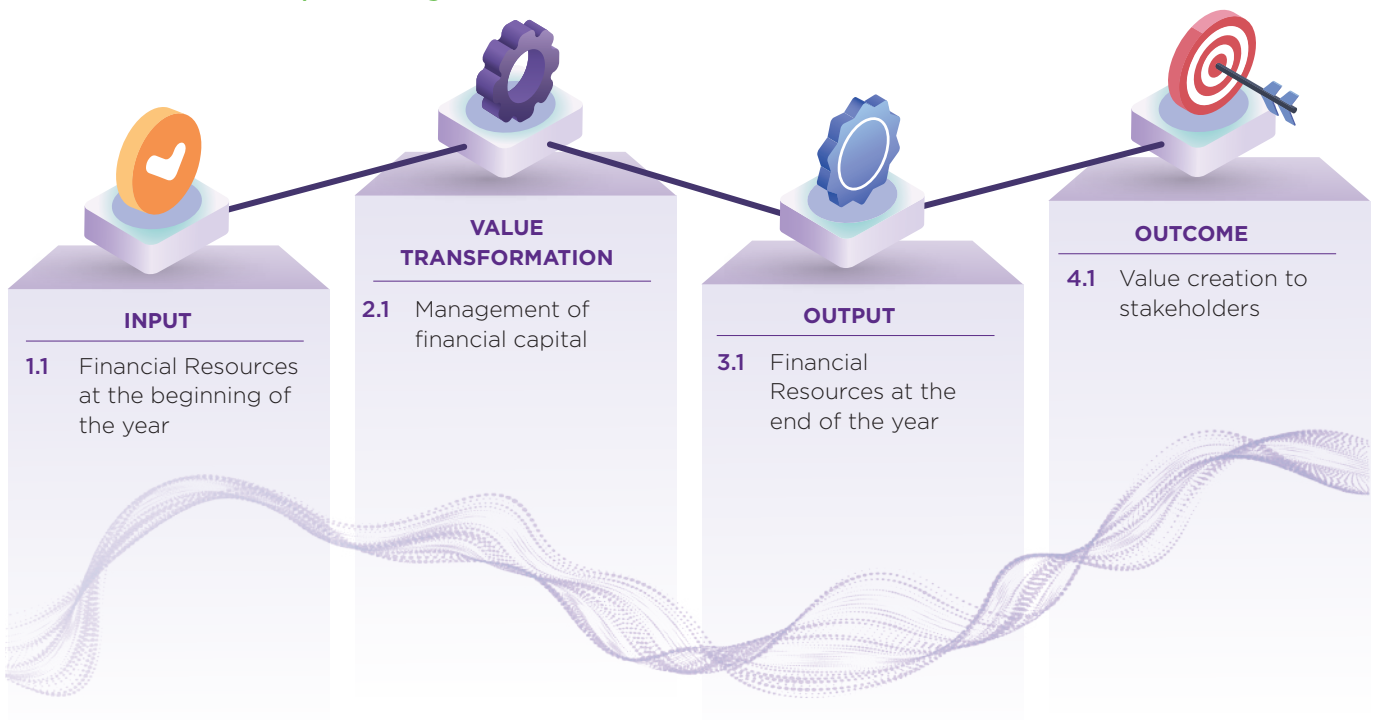 INPUT
1.1 Financial Resources
at the beginning of
the year
VALUE
TRANSFORMATION
2.1 Management of
financial capital
OUTPUT
3.1 Financial
Resources at the
end of the year
OUTCOME
4.1 Value creation to
stakeholders